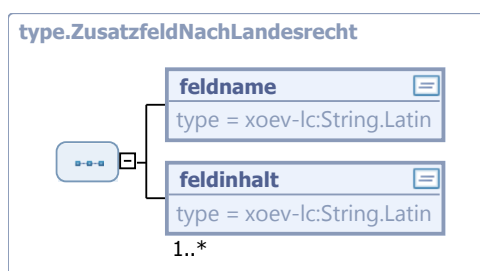 type.ZusatzfeldNachLandesrecht
feldname
type = xoev-lc:String.Latin
feldinhalt
type = xoev-lc:String.Latin
1..*